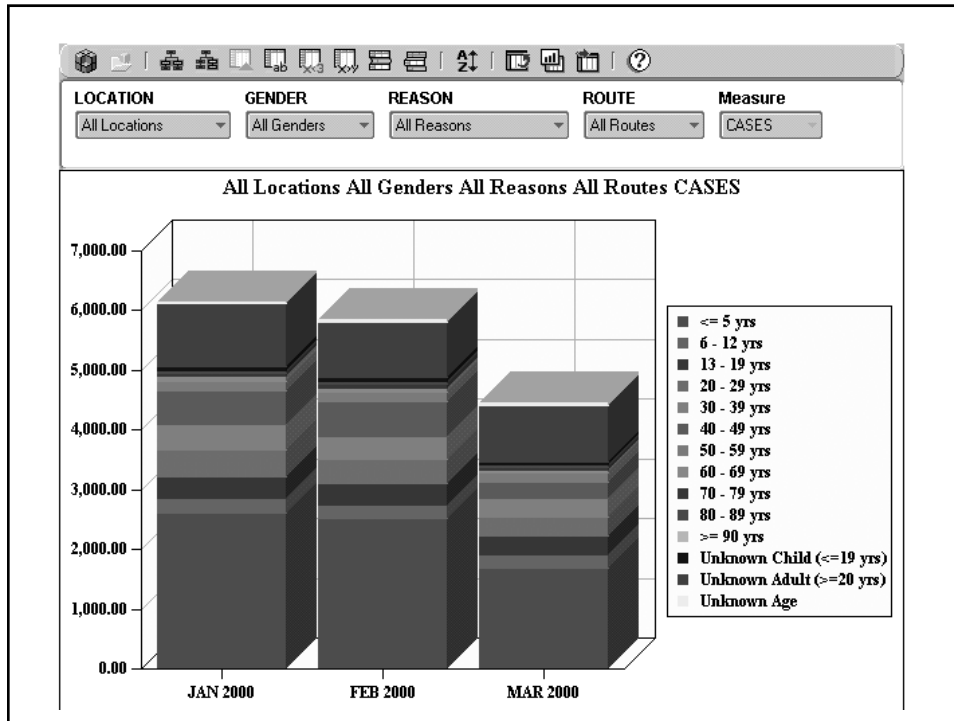 ab
x<3
x>y
A
Z
?
LOCATION GENDER REASON ROUTE Measure
All Locations All Genders All Reasons All Routes CASES
All Locations All Genders All Reasons All Routes CASES
7,000.00
6,000.00
5,000.00
4,000.00
3,000.00
2,000.00
1,000.00
0.00
JAN 2000 FEB 2000 MAR 2000
<= 5 yrs
6 - 12 yrs
13 - 19 yrs
20 - 29 yrs
30 - 39 yrs
40 - 49 yrs
50 - 59 yrs
60 - 69 yrs
70 - 79 yrs
80 - 89 yrs
>= 90 yrs
Unknown Child (<=19 yrs)
Unknown Adult (>=20 yrs)
Unknown Age